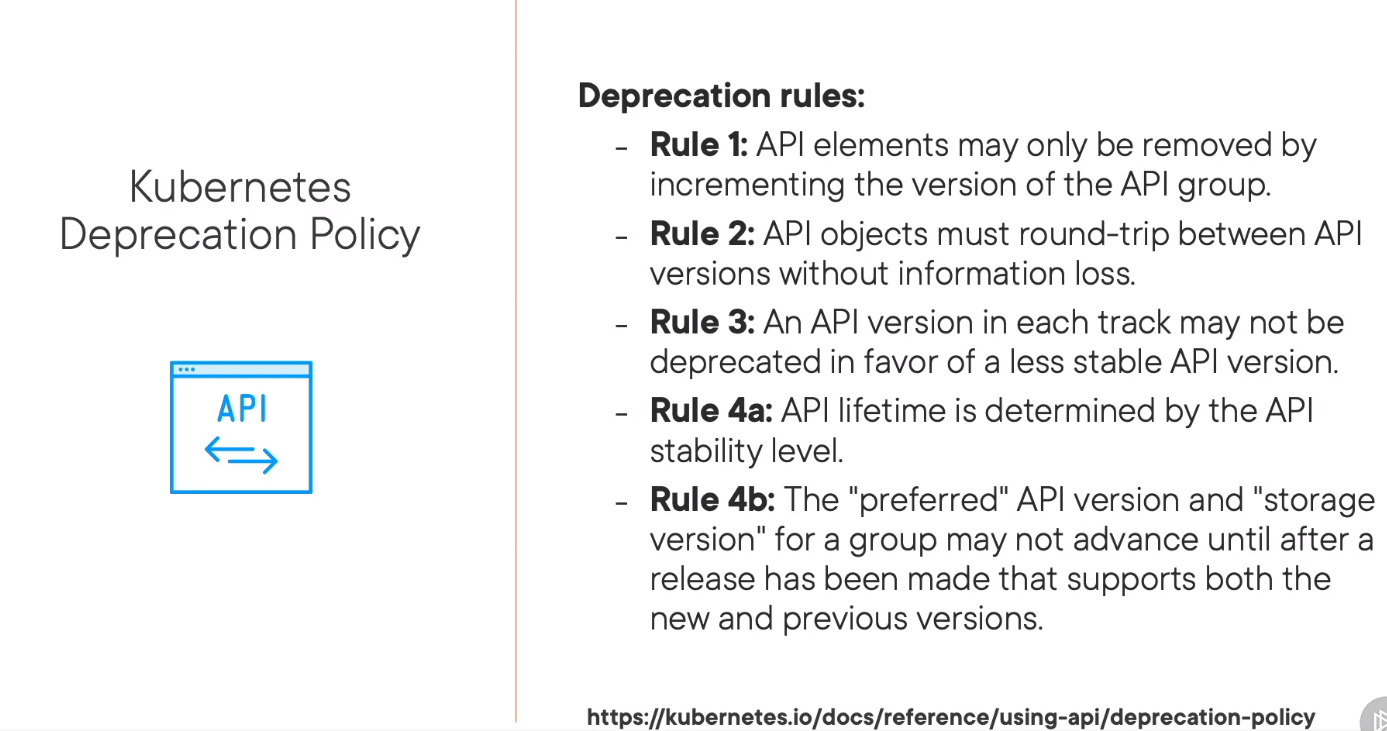 Kubernetes
Deprecation Policy
API
Deprecation rules:
- Rule 1: API elements may only be removed by
incrementing the version of the API group.
- Rule 2: API objects must round-trip between API
versions without information loss.
- Rule 3: An API version in each track may not be
deprecated in favor of a less stable API version.
- Rule 4a: API lifetime is determined by the API
stability level.
- Rule 4b: The "preferred" API version and "storage
version" for a group may not advance until after a
release has been made that supports both the
new and previous versions.
https://kubernetes.io/docs/reference/using-api/deprecation-policy